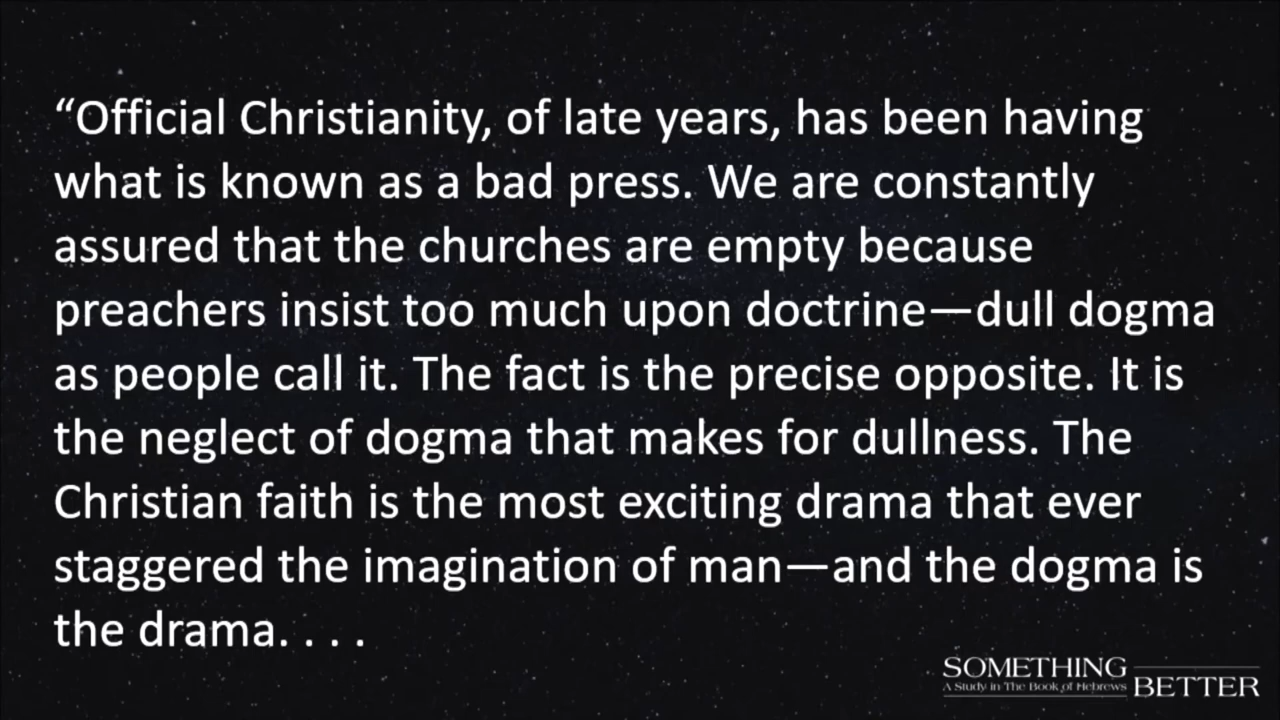 “Official Christianity, of late years, has been having
what is known as a bad press. We are constantly
assured that the churches are empty because
preachers insist too much upon doctrine—dull dogma
as people call it. The fact is the precise opposite. It is
the neglect of dogma that makes for dullness. The
Christian faith is the most exciting drama that ever
staggered the imagination of man—and the dogma is
the drama. . . .
SOMETHING
A Study in The Book of Hebrews
BETTER